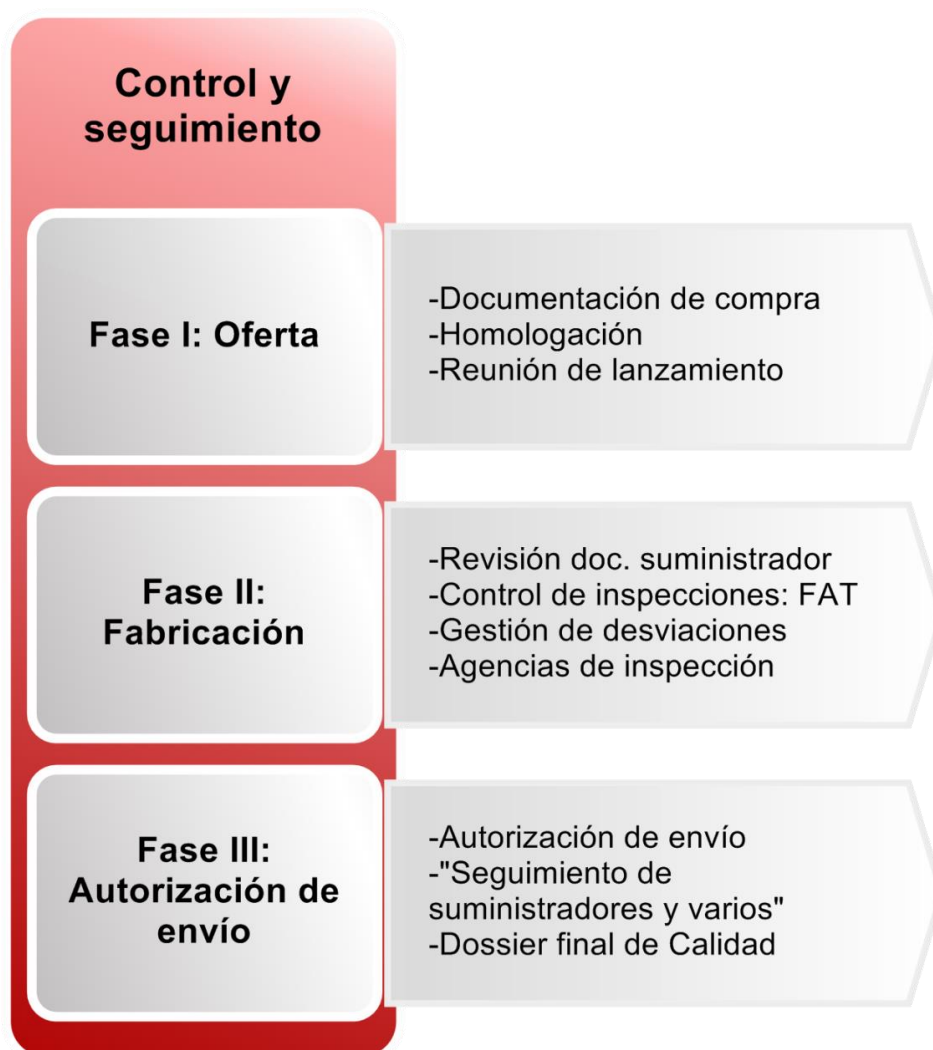 Control y
seguimiento
Fase I: Oferta
-Documentación de compra
-Homologación
-Reunión de lanzamiento
Fase II:
Fabricación
-Revisión doc. suministrador
-Control de inspecciones: FAT
-Gestión de desviaciones
-Agencias de inspección
Fase III:
Autorización de
envío
-Autorización de envío
-"Seguimiento de
suministradores y varios"
-Dossier final de Calidad